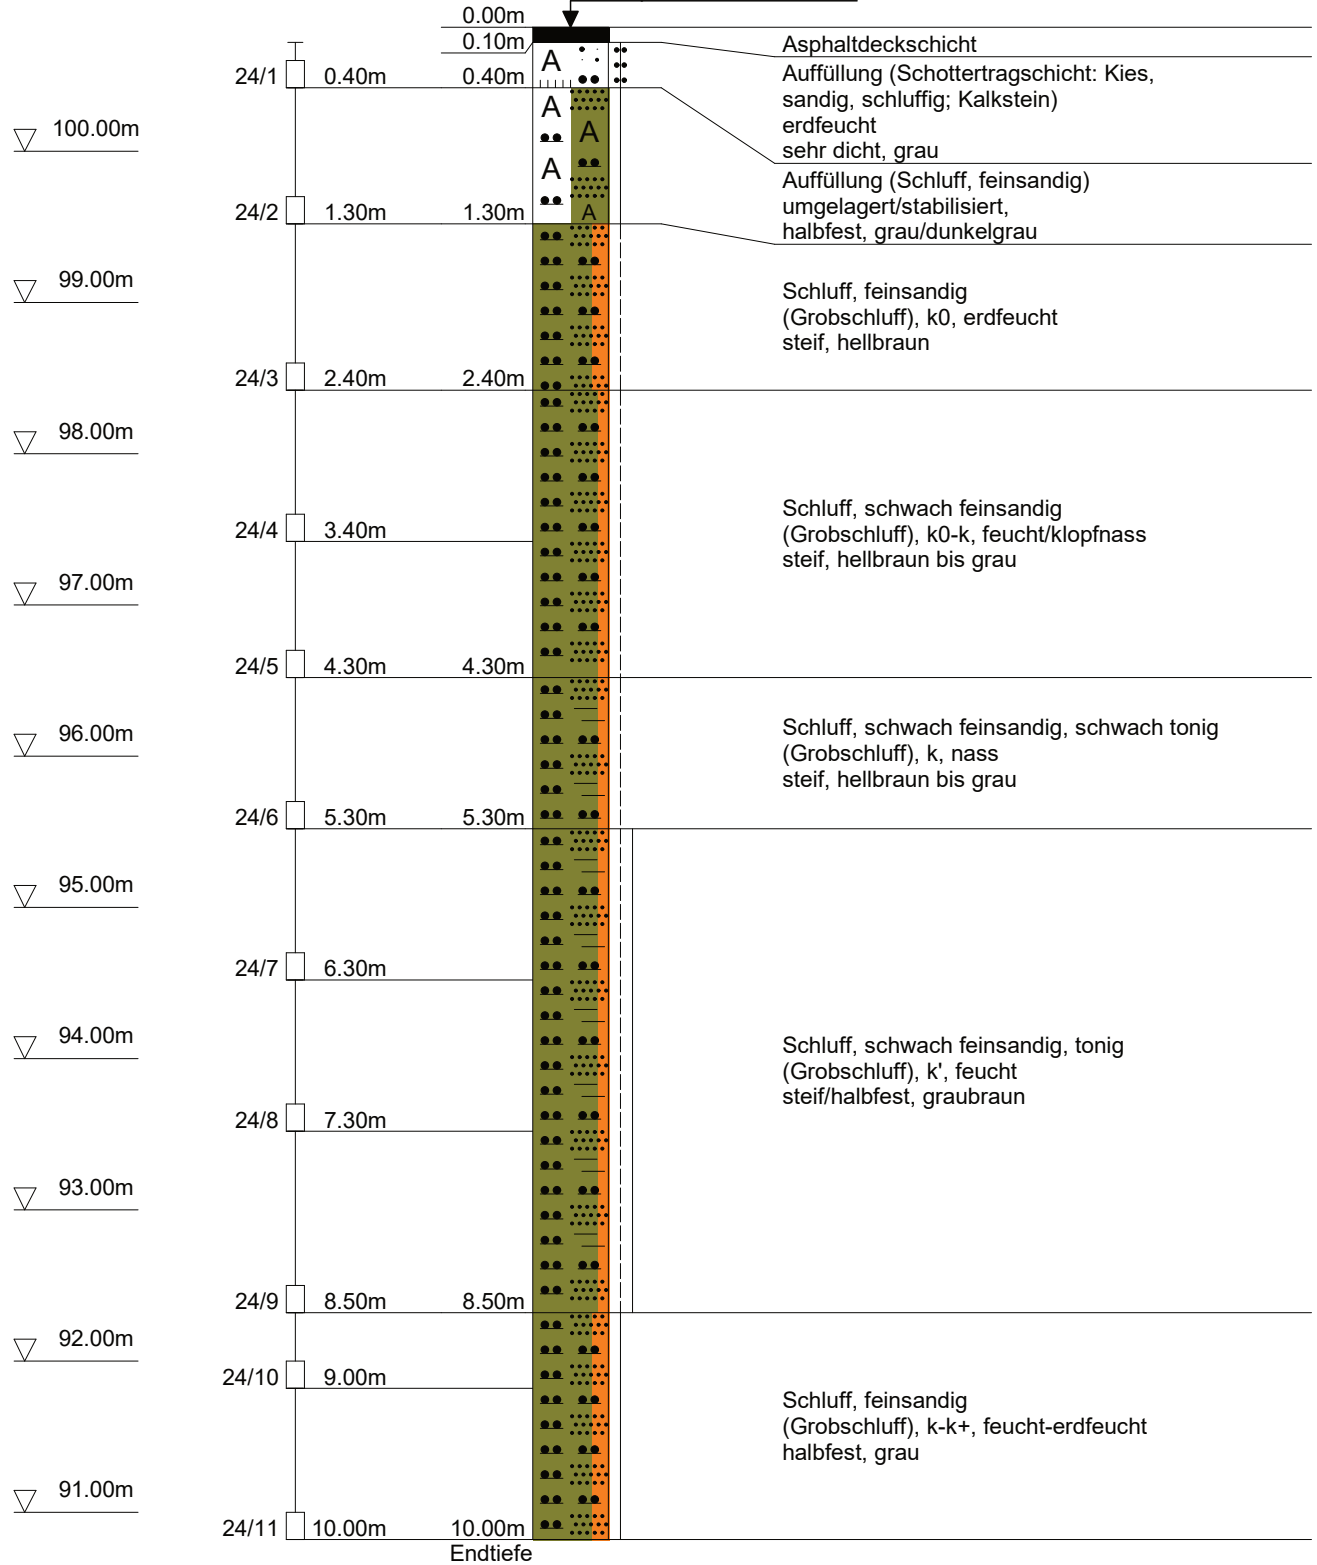 0.00m
0.10m
Asphaltdeckschicht
24/1 0.40m 0.40m
A
Auffüllung (Schottertragschicht: Kies,
sandig, schluffig; Kalkstein)
erdfeucht
sehr dicht, grau
100.00m
A
A
A
Auffüllung (Schluff, feinsandig)
umgelagert/stabilisiert,
halbfest, grau/dunkelgrau
24/2 1.30m 1.30m
A
99.00m
Schluff, feinsandig
(Grobschluff), k0, erdfeucht
steif, hellbraun
24/3 2.40m 2.40m
98.00m
Schluff, schwach feinsandig
(Grobschluff), k0-k, feucht/klopfnass
steif, hellbraun bis grau
24/4 3.40m
97.00m
24/5 4.30m 4.30m
96.00m
Schluff, schwach feinsandig, schwach tonig
(Grobschluff), k, nass
steif, hellbraun bis grau
24/6 5.30m 5.30m
95.00m
24/7 6.30m
94.00m
Schluff, schwach feinsandig, tonig
(Grobschluff), k', feucht
steif/halbfest, graubraun
24/8 7.30m
93.00m
24/9 8.50m 8.50m
92.00m
24/10 9.00m
Schluff, feinsandig
(Grobschluff), k-k+, feucht-erdfeucht
halbfest, grau
91.00m
24/11 10.00m 10.00m
Endtiefe